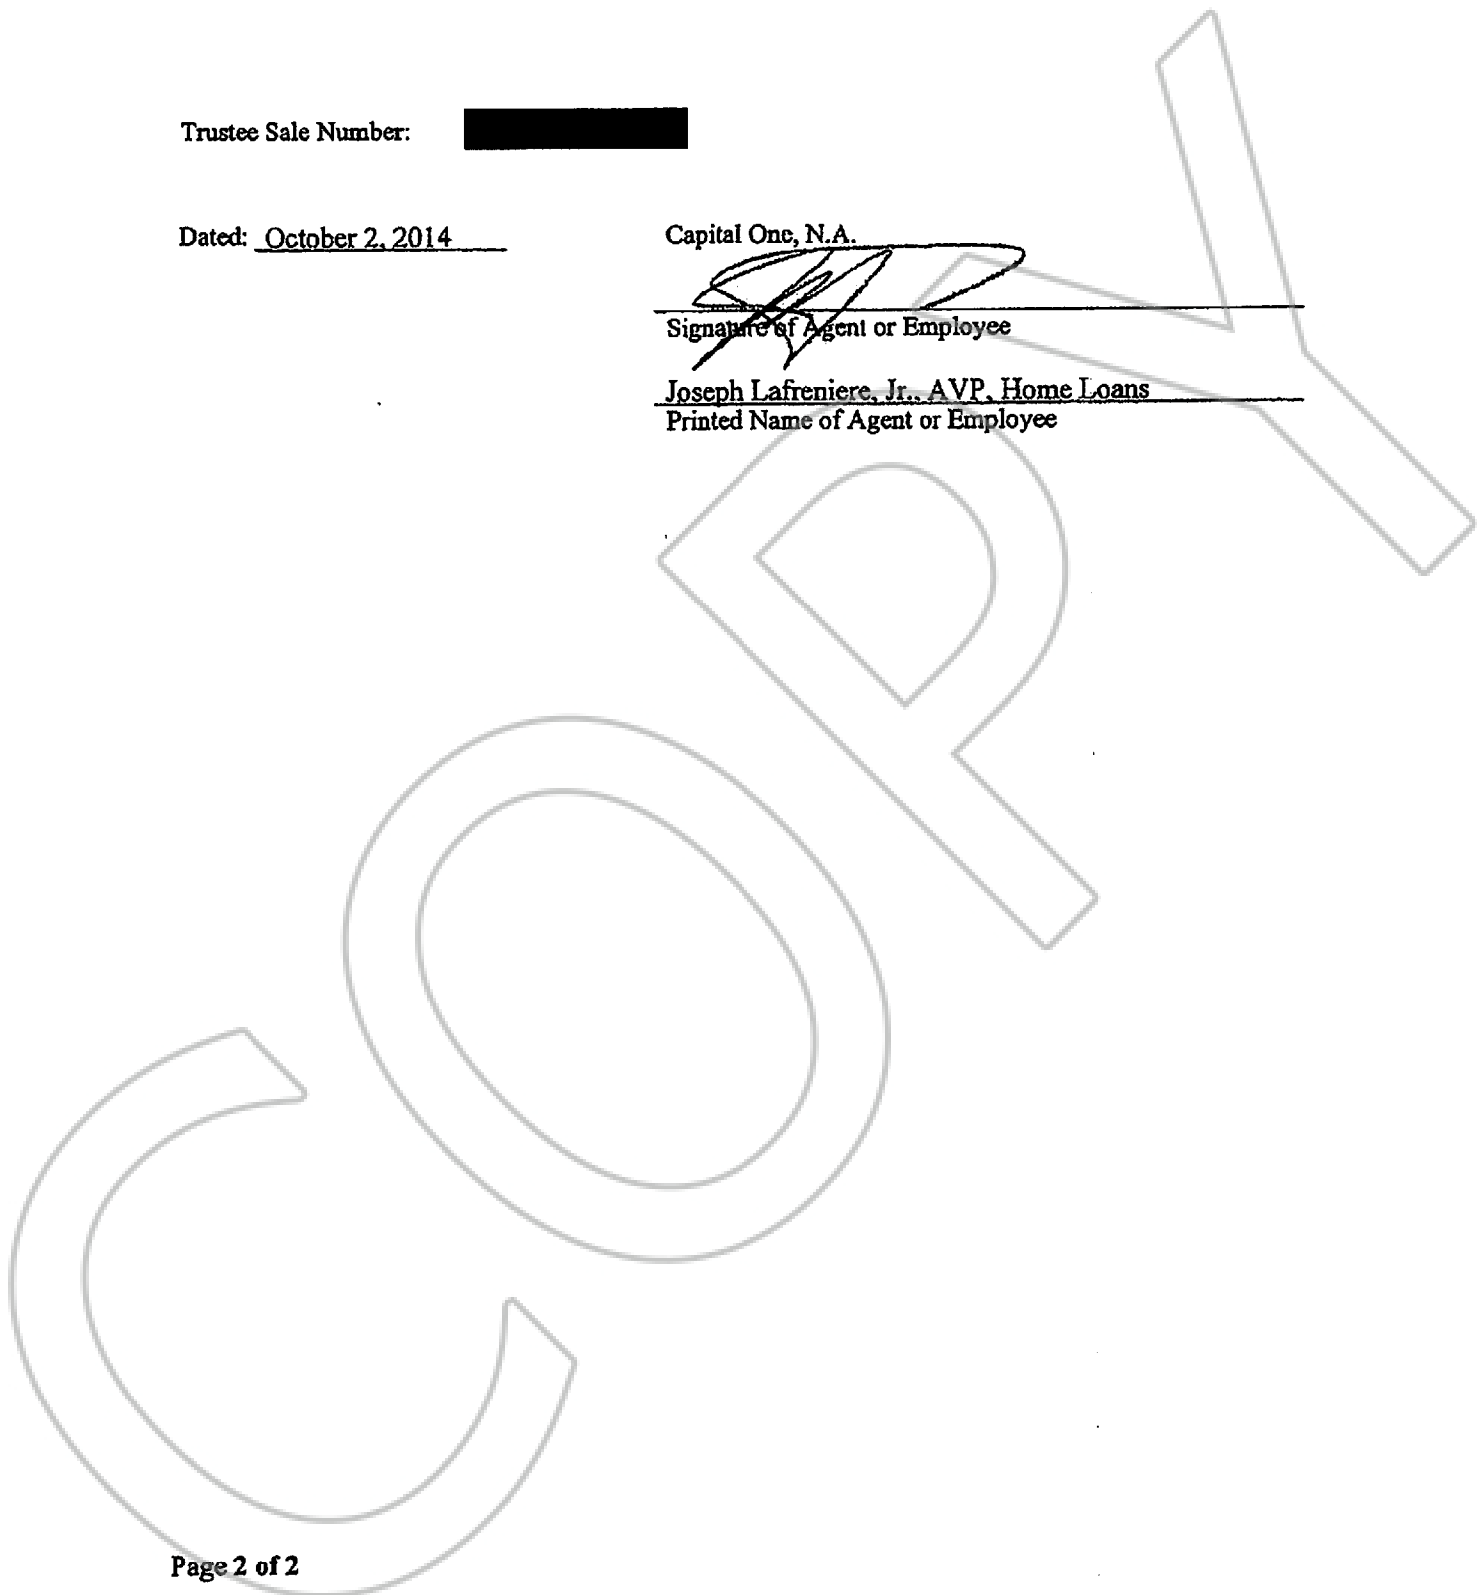 Trustee Sale Number:
Dated: October 2, 2014
Capital One, N.A.
Signature of Agent or Employee
Joseph Lafreniere, Jr., AVP, Home Loans
Printed Name of Agent or Employee
COPY
Page 2 of 2